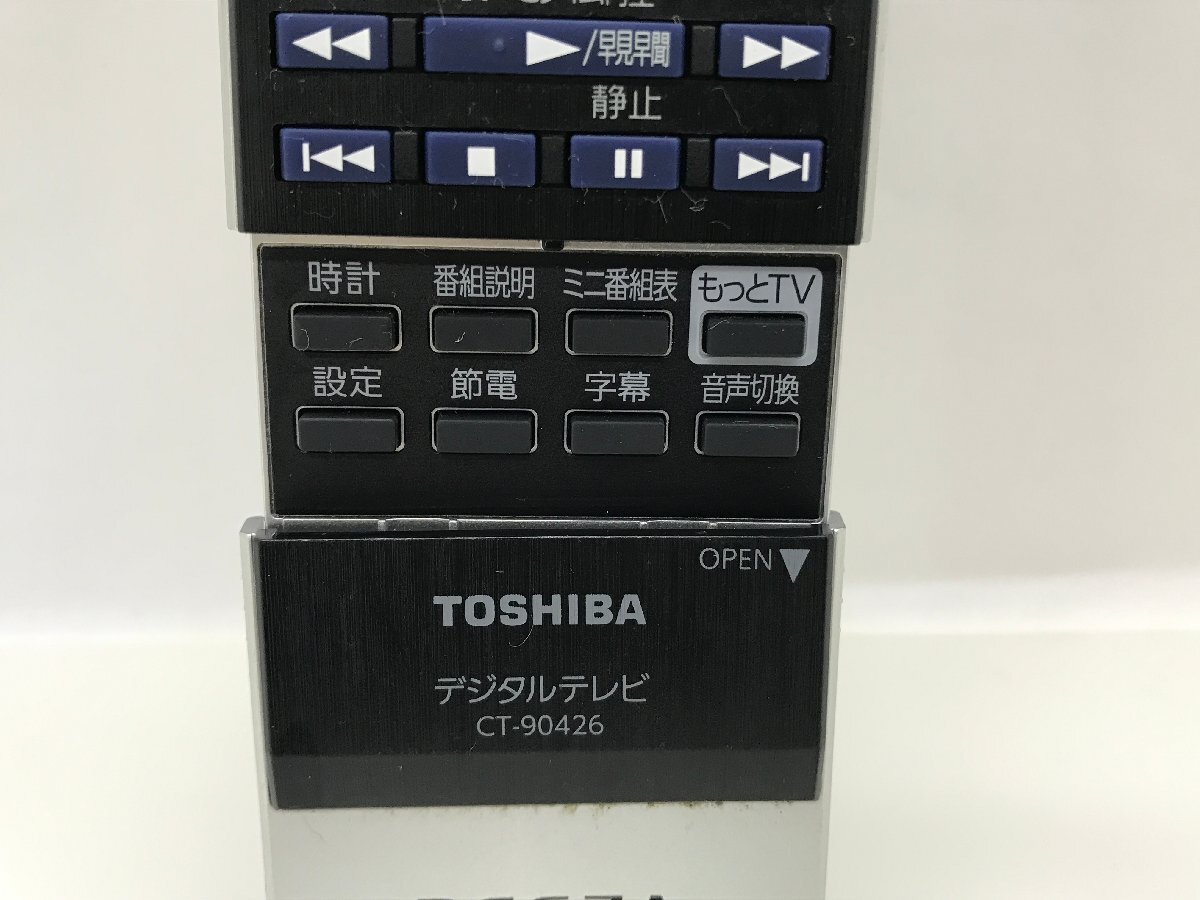 /早見早聞
静止
時計 番組説明 ミニ番組表 もっとTV
設定 節電 字幕 音声切換
OPEN
TOSHIBA
デジタルテレビ
CT-90426